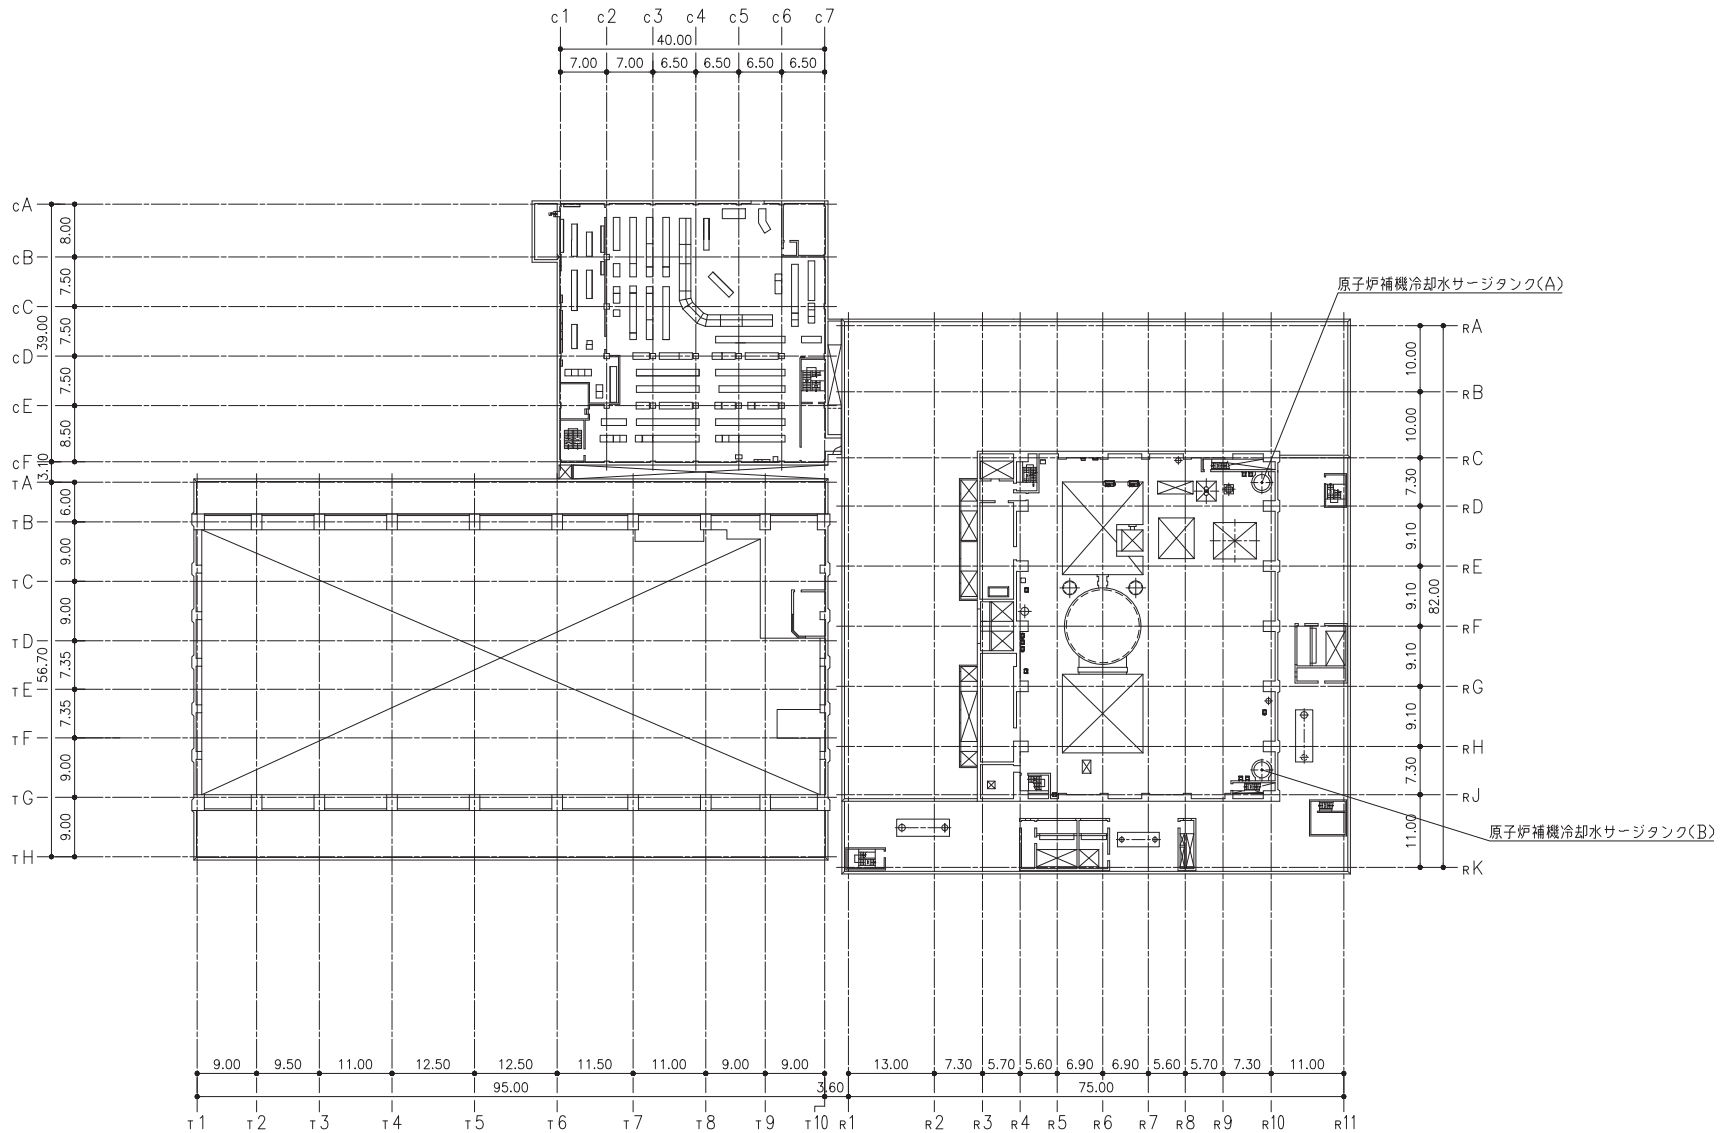 C1 C2 C3 C4 C5 C6 C7
40.00
7.00 7.00 6.50 6.50 6.50 6.50
CA
8.00
CB
7.50
CC
39.00
7.50
CD
7.50
CE
8.50
CF
3.10
TA
6.00
TB
9.00
TC
9.00
TD
56.70
7.35
TE
7.35
TF
9.00
TG
9.00
TH
原子炉補機冷却水サージタンク(A)
RA
10.00
RB
10.00
RC
7.30
RD
9.10
RE
9.10
82.00
RF
9.10
RG
9.10
RH
7.30
RJ
原子炉補機冷却水サージタンク(B)
11.00
RK
9.00 9.50 11.00 12.50 12.50 11.50 11.00 9.00 9.00 13.00 7.30 5.70 5.60 6.90 6.90 5.60 5.70 7.30 11.00
95.00 3.60 75.00
T1 T2 T3 T4 T5 T6 T7 T8 T9 T10 R1 R2 R3 R4 R5 R6 R7 R8 R9 R10 R11